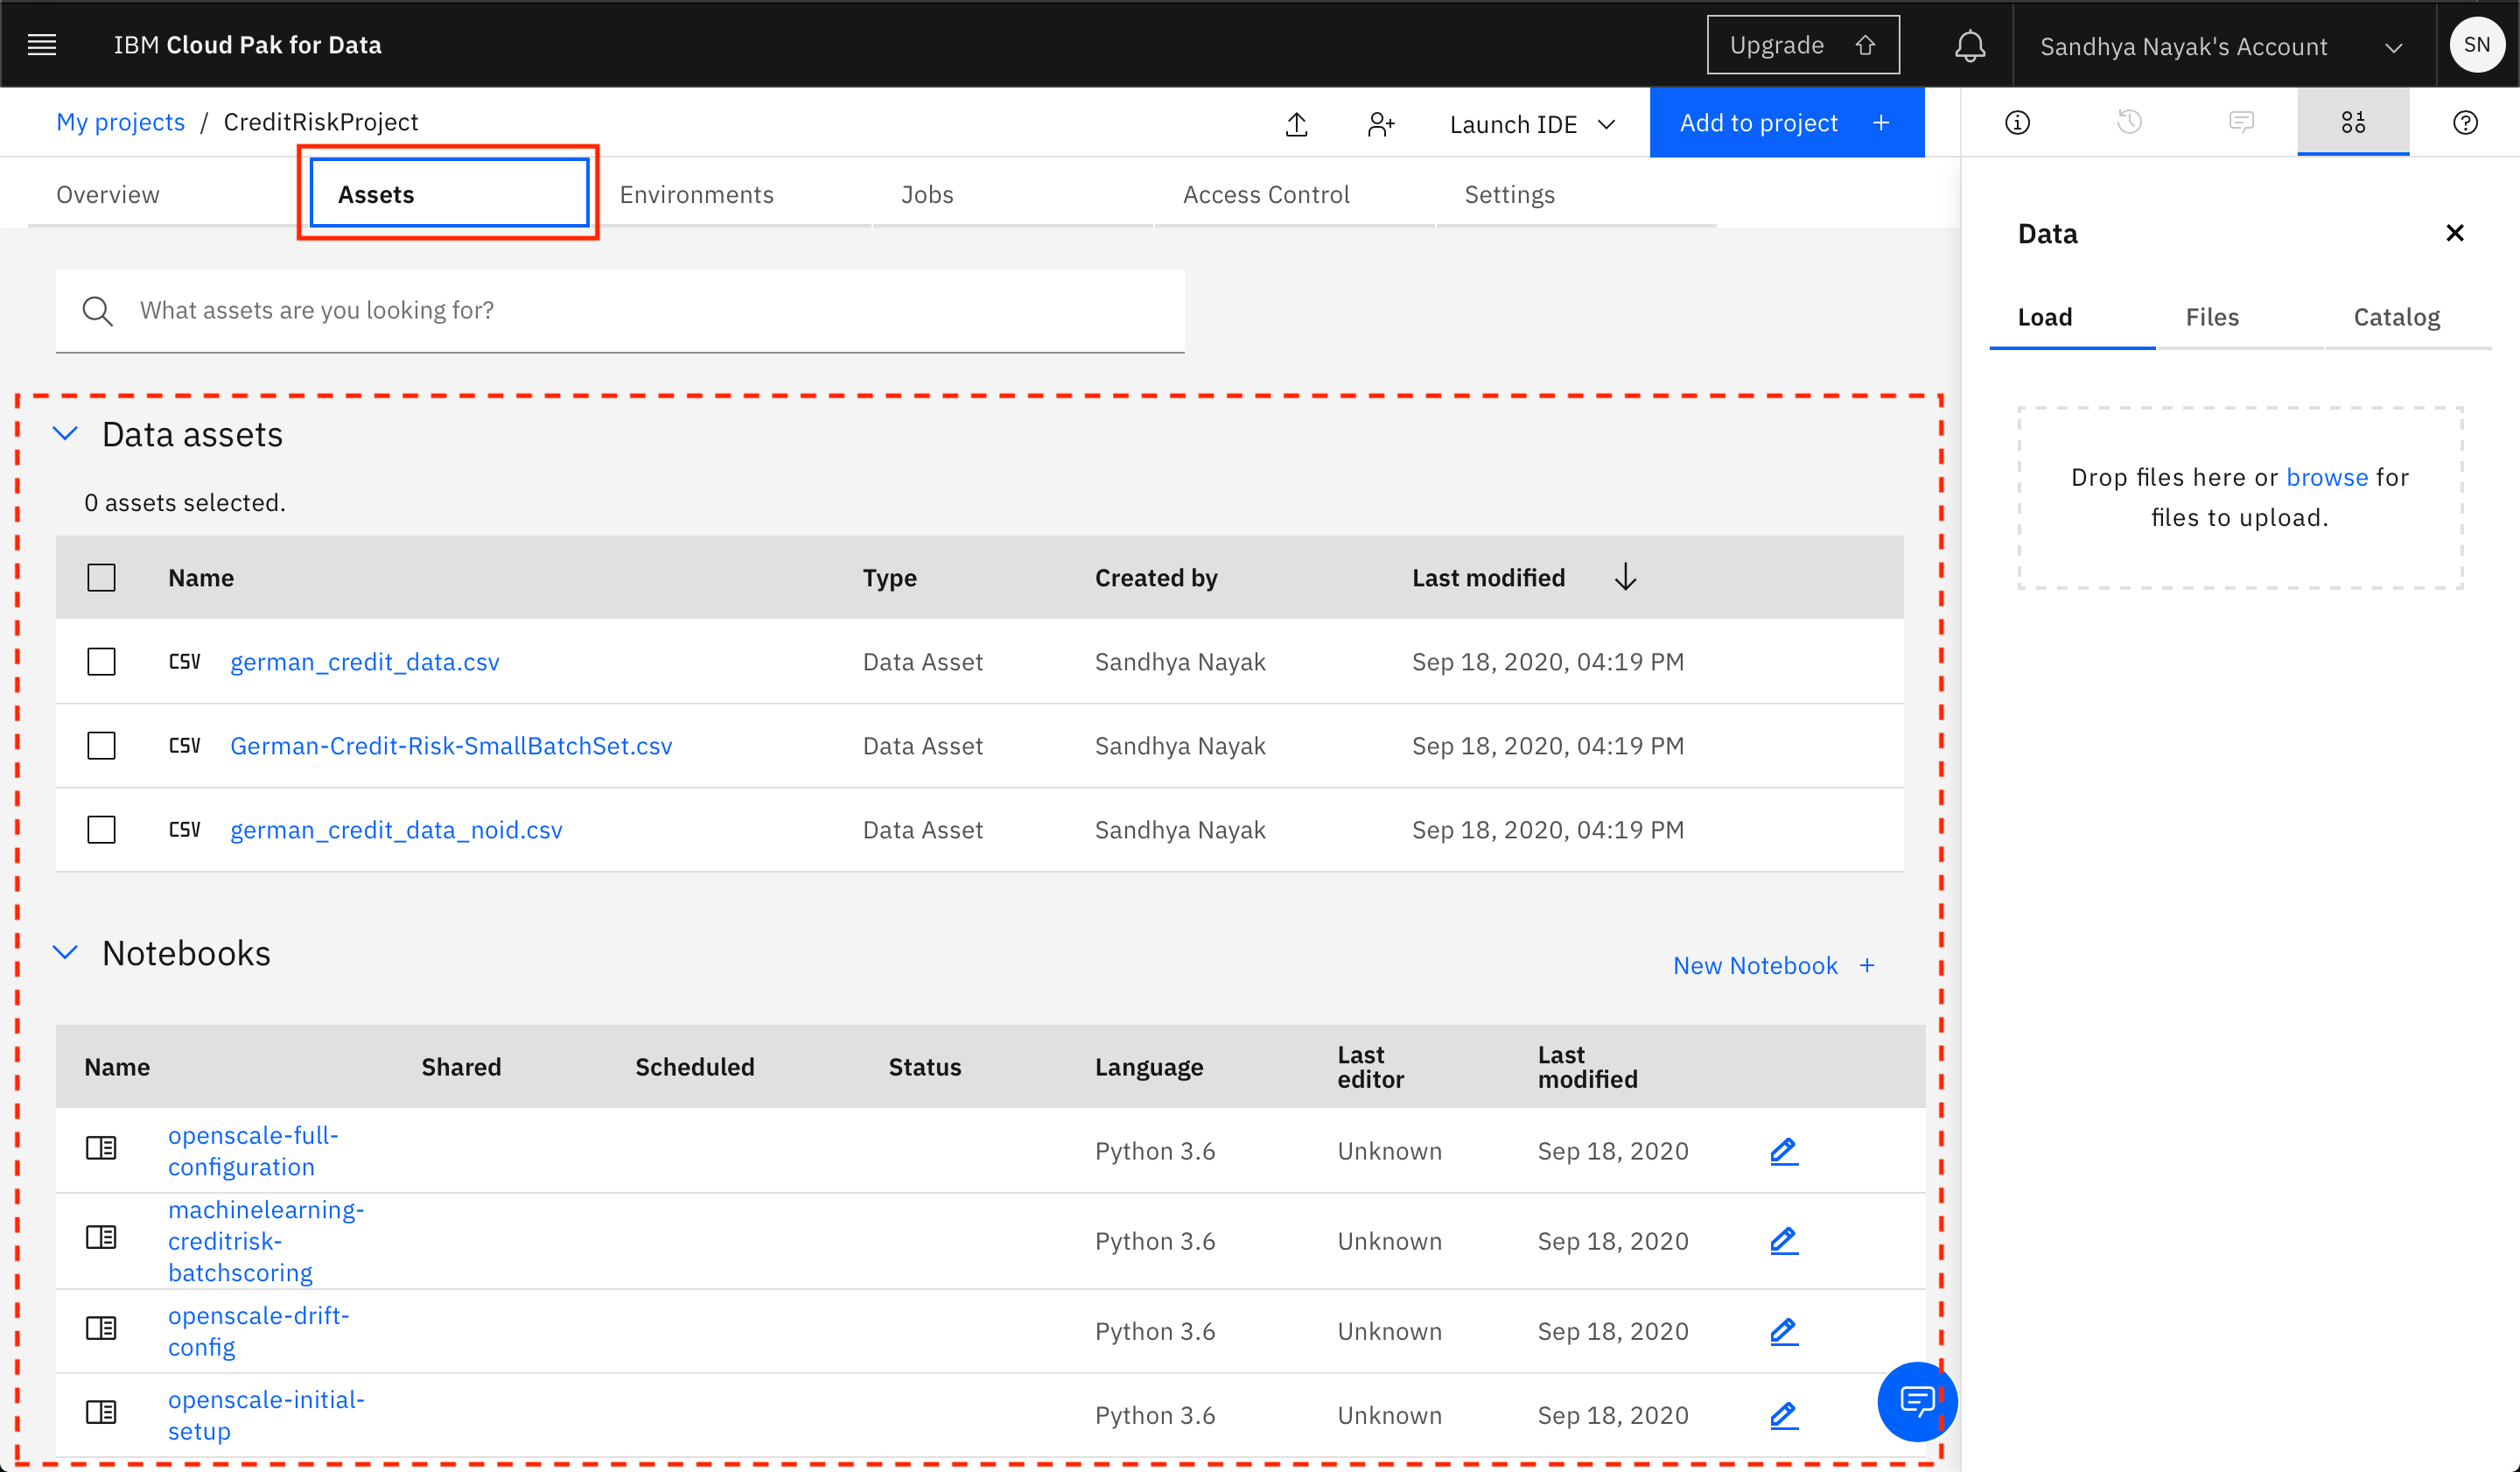 IBM Cloud Pak for Data
Upgrade
Sandhya Nayak's Account
SN
My projects / CreditRiskProject
Launch IDE
Add to project +
Overview
Assets
Environments
Jobs
Access Control
Settings
What assets are you looking for?
Data assets
0 assets selected.
Name Type Created by Last modified
CSV german_credit_data.csv Data Asset Sandhya Nayak Sep 18, 2020, 04:19 PM
CSV German-Credit-Risk-SmallBatchSet.csv Data Asset Sandhya Nayak Sep 18, 2020, 04:19 PM
CSV german_credit_data_noid.csv Data Asset Sandhya Nayak Sep 18, 2020, 04:19 PM
Notebooks
New Notebook +
Name Shared Scheduled Status Language Last editor Last modified
openscale-full-
configuration
Python 3.6 Unknown Sep 18, 2020
machinelearning-
creditrisk-
batchscoring
Python 3.6 Unknown Sep 18, 2020
openscale-drift-
config
Python 3.6 Unknown Sep 18, 2020
openscale-initial-
setup
Python 3.6 Unknown Sep 18, 2020
Data
Load
Files
Catalog
Drop files here or browse for
files to upload.